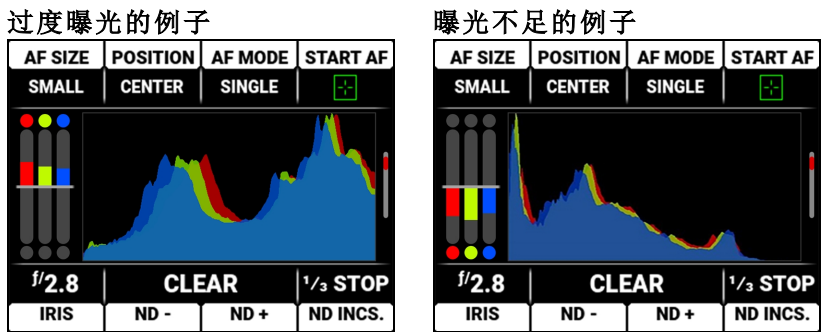 过度曝光的例子
AF SIZE POSITION AF MODE START AF
SMALL CENTER SINGLE
ƒ/2.8 CLEAR ¹/₃ STOP
IRIS ND - ND + ND INCS.
曝光不足的例子
AF SIZE POSITION AF MODE START AF
SMALL CENTER SINGLE
ƒ/2.8 CLEAR ¹/₃ STOP
IRIS ND - ND + ND INCS.